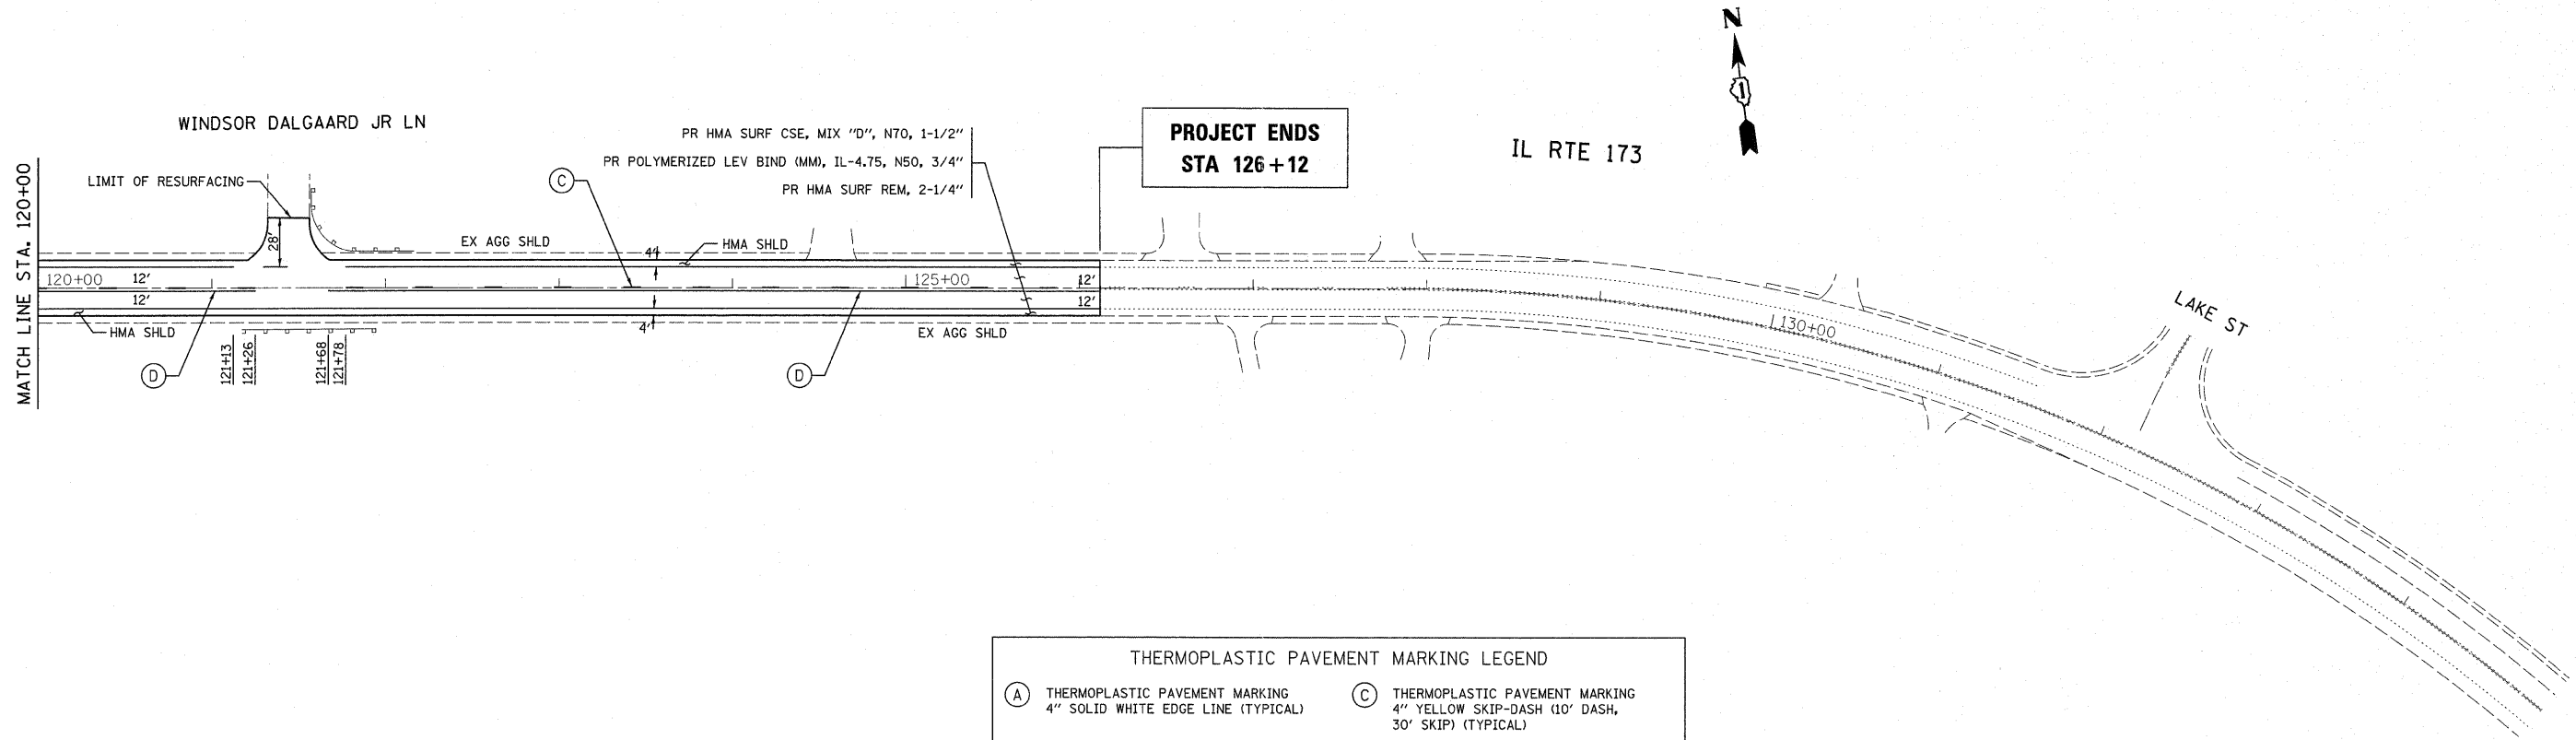 N
1
WINDSOR DALGAARD JR LN
PR HMA SURF CSE, MIX "D", N70, 1-1/2"
PR POLYMERIZED LEV BIND (MM), IL-4.75, N50, 3/4"
PR HMA SURF REM, 2-1/4"
PROJECT ENDS
STA 126+12
IL RTE 173
MATCH LINE STA. 120+00
LIMIT OF RESURFACING
C
28'
EX AGG SHLD
4'
HMA SHLD
120+00
12'
125+00
12'
12'
12'
HMA SHLD
4'
EX AGG SHLD
D
121+13
121+26
121+68
121+78
D
130+00
LAKE ST
THERMOPLASTIC PAVEMENT MARKING LEGEND
A
THERMOPLASTIC PAVEMENT MARKING
4" SOLID WHITE EDGE LINE (TYPICAL)
C
THERMOPLASTIC PAVEMENT MARKING
4" YELLOW SKIP-DASH (10' DASH,
30' SKIP) (TYPICAL)